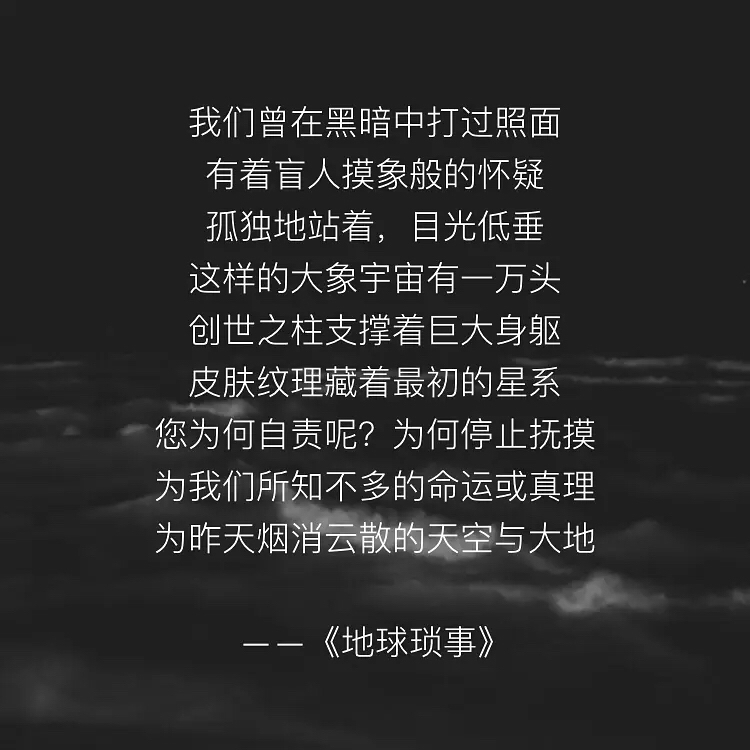 我们曾在黑暗中打过照面
有着盲人摸象般的怀疑
孤独地站着，目光低垂
这样的大象宇宙有一万头
创世之柱支撑着巨大身躯
皮肤纹理藏着最初的星系
您为何自责呢？为何停止抚摸
为我们所知不多的命运或真理
为昨天烟消云散的天空与大地
——《地球琐事》